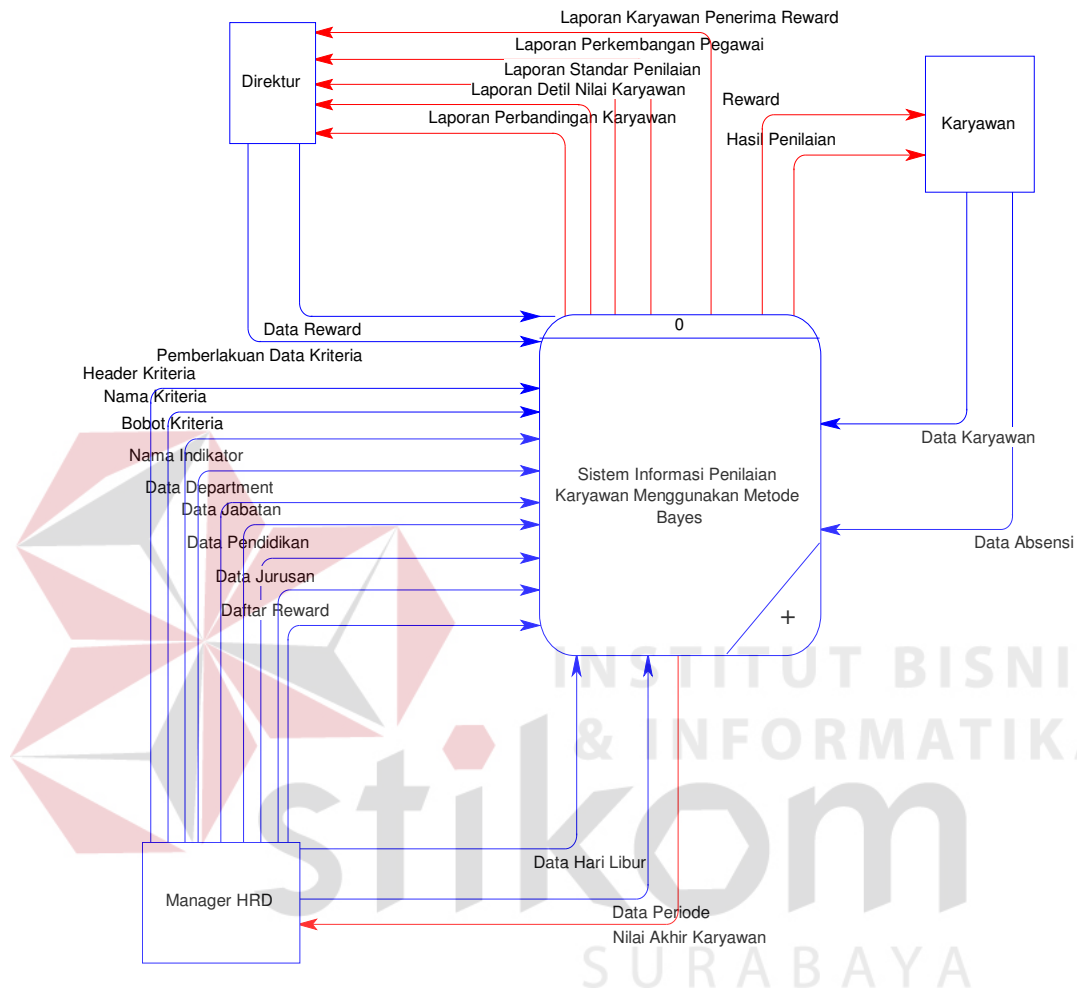 Laporan Karyawan Penerima Reward
Laporan Perkembangan Pegawai
Laporan Standar Penilaian
Laporan Detil Nilai Karyawan
Laporan Perbandingan Karyawan
Direktur
Reward
Hasil Penilaian
Karyawan
0
Data Reward
Pemberlakuan Data Kriteria
Header Kriteria
Nama Kriteria
Bobot Kriteria
Nama Indikator
Data Department
Data Jabatan
Data Pendidikan
Data Jurusan
Daftar Reward
Sistem Informasi Penilaian
Karyawan Menggunakan Metode
Bayes
+
Data Karyawan
Data Absensi
Manager HRD
Data Hari Libur
Data Periode
Nilai Akhir Karyawan
INSTITUT BISNI
& INFORMATIKA
stikom
SURABAYA